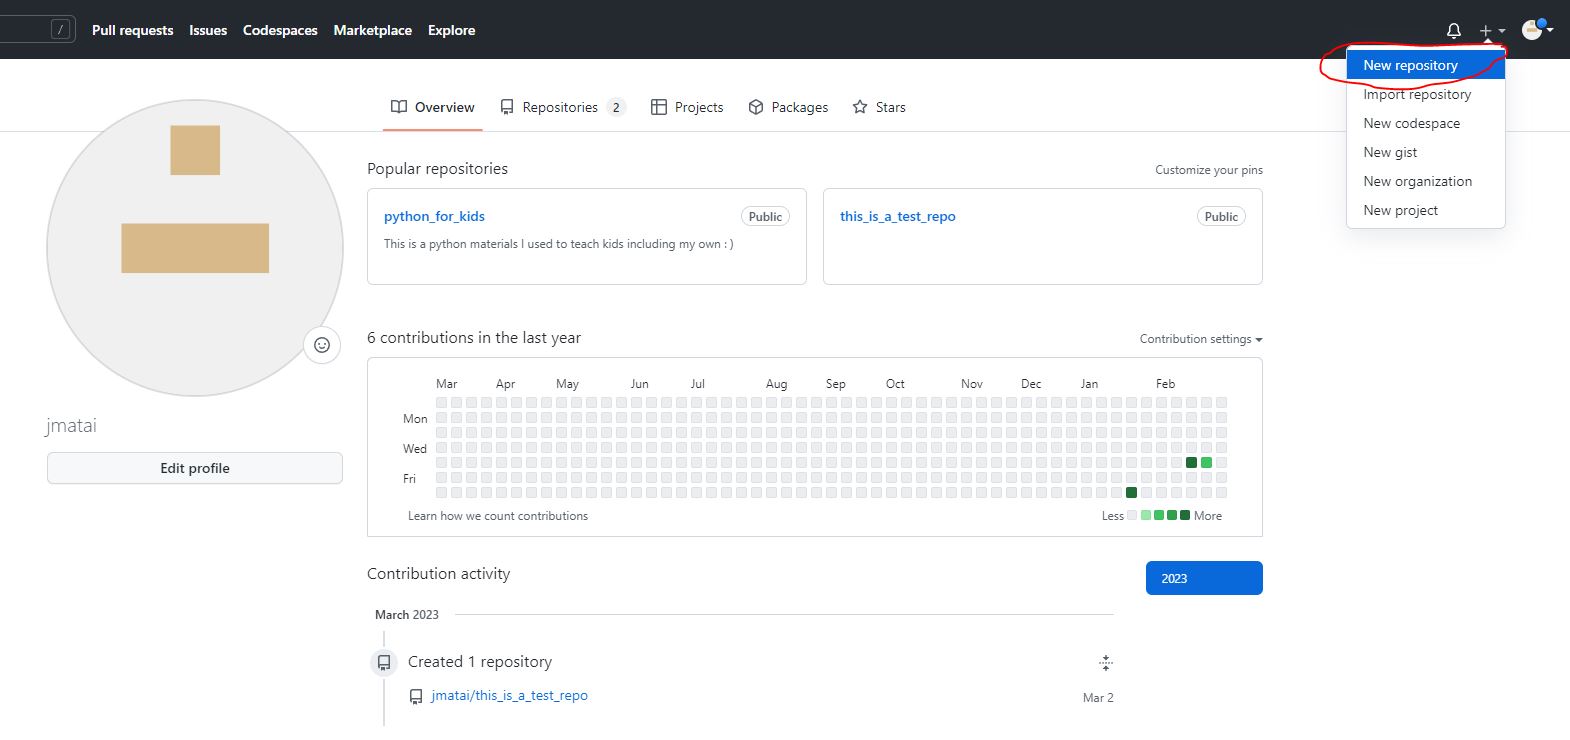 / Pull requests Issues Codespaces Marketplace Explore
New repository
Import repository
New codespace
New gist
New organization
New project
Overview Repositories 2 Projects Packages Stars
Popular repositories Customize your pins
python_for_kids Public
This is a python materials I used to teach kids including my own : )
this_is_a_test_repo Public
jmatai
Edit profile
6 contributions in the last year Contribution settings
Mar Apr May Jun Jul Aug Sep Oct Nov Dec Jan Feb
Mon
Wed
Fri
Learn how we count contributions Less More
Contribution activity 2023
March 2023
Created 1 repository
jmatai/this_is_a_test_repo Mar 2